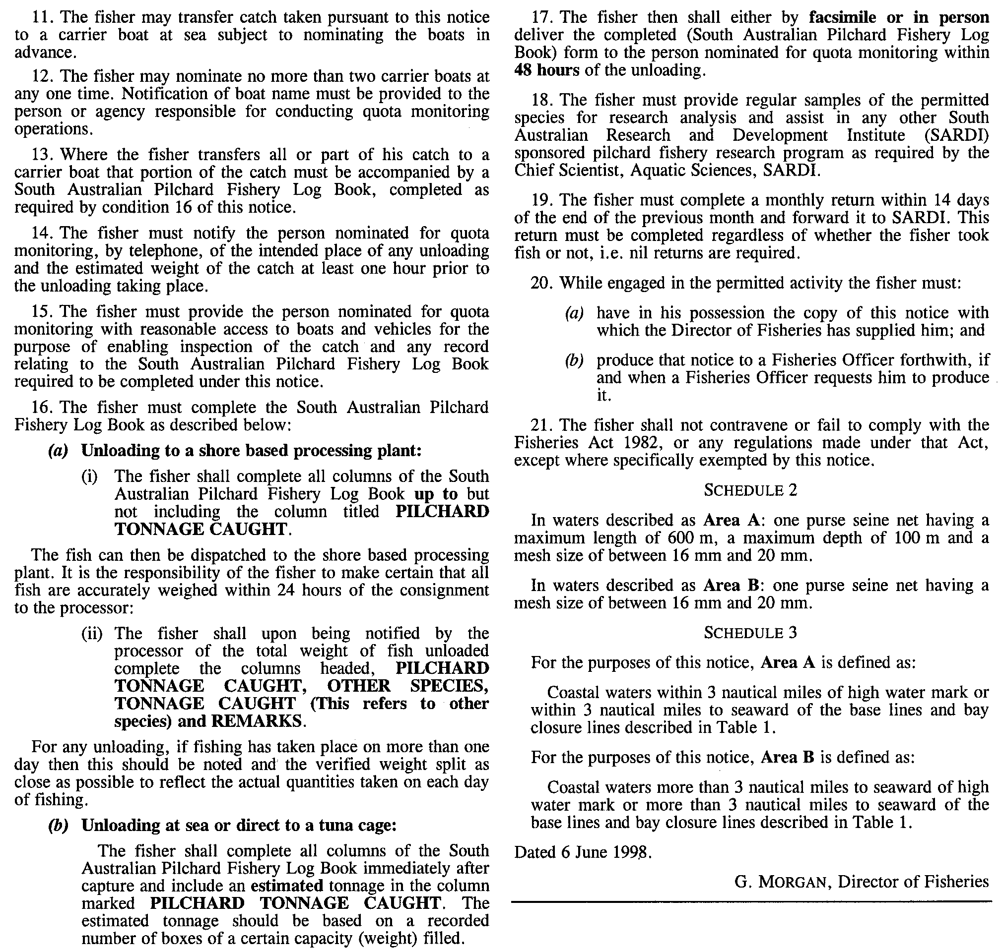 11. The fisher may transfer catch taken pursuant to this notice
to a carrier boat at sea subject to nominating the boats in
advance.
12. The fisher may nominate no more than two carrier boats at
any one time. Notification of boat name must be provided to the
person or agency responsible for conducting quota monitoring
operations.
13. Where the fisher transfers all or part of his catch to a
carrier boat that portion of the catch must be accompanied by a
South Australian Pilchard Fishery Log Book, completed as
required by condition 16 of this notice.
14. The fisher must notify the person nominated for quota
monitoring, by telephone, of the intended place of any unloading
and the estimated weight of the catch at least one hour prior to
the unloading taking place.
15. The fisher must provide the person nominated for quota
monitoring with reasonable access to boats and vehicles for the
purpose of enabling inspection of the catch and any record
relating to the South Australian Pilchard Fishery Log Book
required to be completed under this notice.
16. The fisher must complete the South Australian Pilchard
Fishery Log Book as described below:
(a) Unloading to a shore based processing plant:
(i) The fisher shall complete all columns of the South
Australian Pilchard Fishery Log Book up to but
not including the column titled PILCHARD
TONNAGE CAUGHT.
The fish can then be dispatched to the shore based processing
plant. It is the responsibility of the fisher to make certain that all
fish are accurately weighed within 24 hours of the consignment
to the processor:
(ii) The fisher shall upon being notified by the
processor of the total weight of fish unloaded
complete the columns headed, PILCHARD
TONNAGE CAUGHT, OTHER SPECIES,
TONNAGE CAUGHT (This refers to other
species) and REMARKS.
For any unloading, if fishing has taken place on more than one
day then this should be noted and the verified weight split as
close as possible to reflect the actual quantities taken on each day
of fishing.
(b) Unloading at sea or direct to a tuna cage:
The fisher shall complete all columns of the South
Australian Pilchard Fishery Log Book immediately after
capture and include an estimated tonnage in the column
marked PILCHARD TONNAGE CAUGHT. The
estimated tonnage should be based on a recorded
number of boxes of a certain capacity (weight) filled.
17. The fisher then shall either by facsimile or in person
deliver the completed (South Australian Pilchard Fishery Log
Book) form to the person nominated for quota monitoring within
48 hours of the unloading.
18. The fisher must provide regular samples of the permitted
species for research analysis and assist in any other South
Australian Research and Development Institute (SARDI)
sponsored pilchard fishery research program as required by the
Chief Scientist, Aquatic Sciences, SARDI.
19. The fisher must complete a monthly return within 14 days
of the end of the previous month and forward it to SARDI. This
return must be completed regardless of whether the fisher took
fish or not, i.e. nil returns are required.
20. While engaged in the permitted activity the fisher must:
(a) have in his possession the copy of this notice with
which the Director of Fisheries has supplied him; and
(b) produce that notice to a Fisheries Officer forthwith, if
and when a Fisheries Officer requests him to produce
it.
21. The fisher shall not contravene or fail to comply with the
Fisheries Act 1982, or any regulations made under that Act,
except where specifically exempted by this notice.
SCHEDULE 2
In waters described as Area A: one purse seine net having a
maximum length of 600 m, a maximum depth of 100 m and a
mesh size of between 16 mm and 20 mm.
In waters described as Area B: one purse seine net having a
mesh size of between 16 mm and 20 mm.
SCHEDULE 3
For the purposes of this notice, Area A is defined as:
Coastal waters within 3 nautical miles of high water mark or
within 3 nautical miles to seaward of the base lines and bay
closure lines described in Table 1.
For the purposes of this notice, Area B is defined as:
Coastal waters more than 3 nautical miles to seaward of high
water mark or more than 3 nautical miles to seaward of the
base lines and bay closure lines described in Table 1.
Dated 6 June 1998.
G. MORGAN, Director of Fisheries